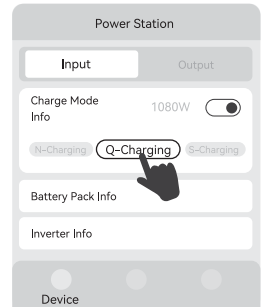 Power Station
Input Output
Charge Mode 1080W
Info
N-Charging Q-Charging S-Charging
Battery Pack Info
Inverter Info
Device